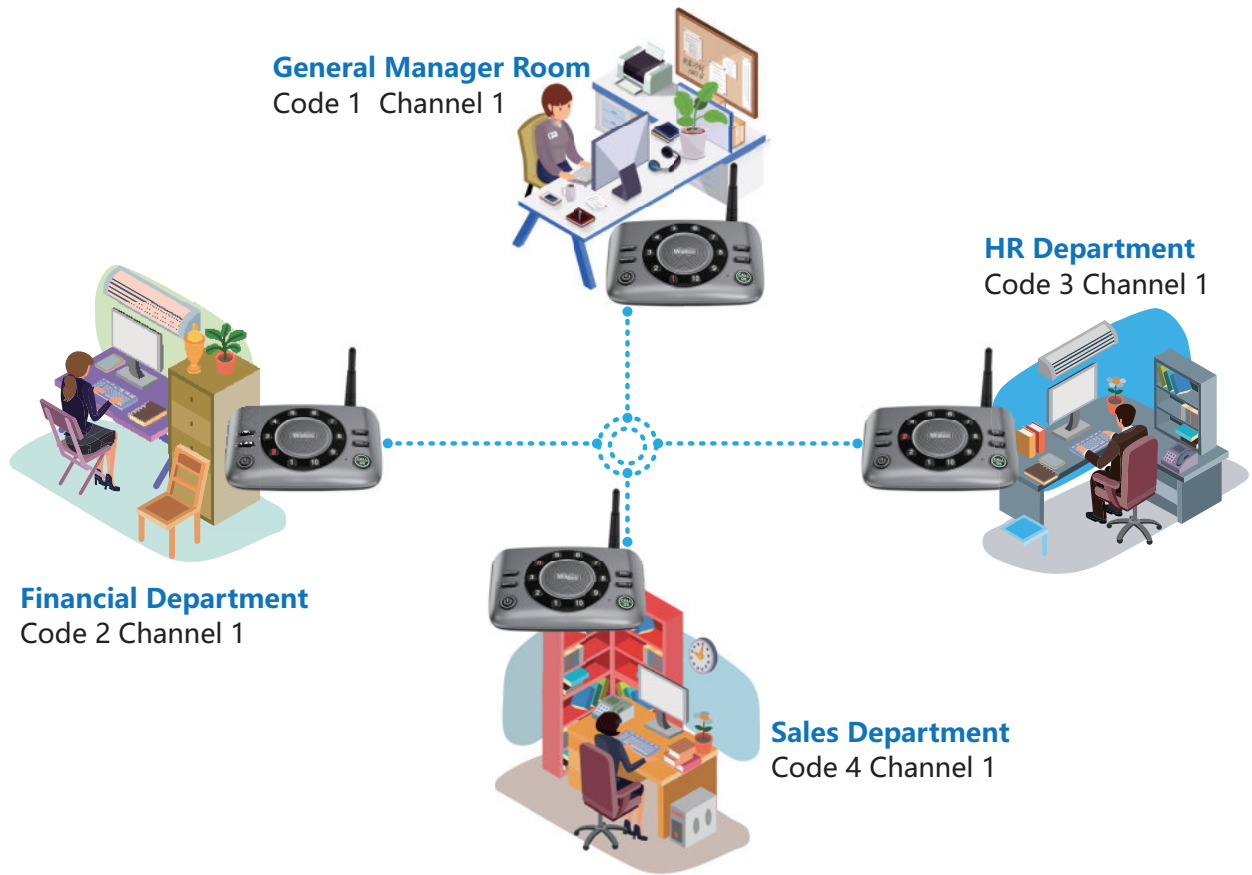 General Manager Room
Code 1  Channel 1
HR Department
Code 3 Channel 1
Financial Department
Code 2 Channel 1
Sales Department
Code 4 Channel 1